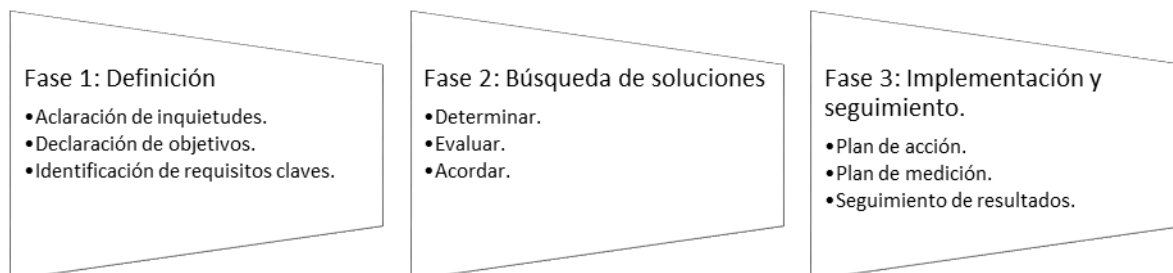 Fase 1: Definición
•Aclaración de inquietudes.
•Declaración de objetivos.
•Identificación de requisitos claves.
Fase 2: Búsqueda de soluciones
•Determinar.
•Evaluar.
•Acordar.
Fase 3: Implementación y
seguimiento.
•Plan de acción.
•Plan de medición.
•Seguimiento de resultados.